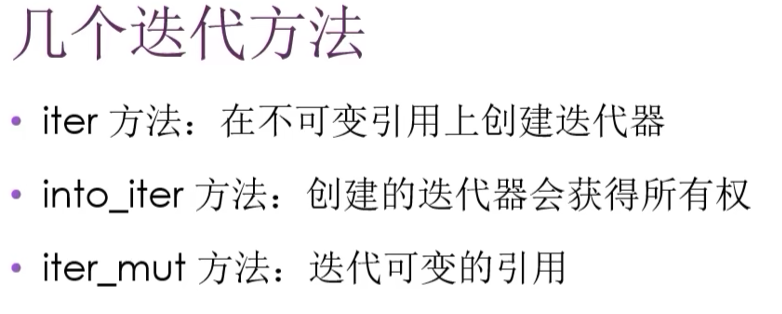 几个迭代方法
• iter 方法：在不可变引用上创建迭代器
• into_iter 方法：创建的迭代器会获得所有权
• iter_mut 方法：迭代可变的引用